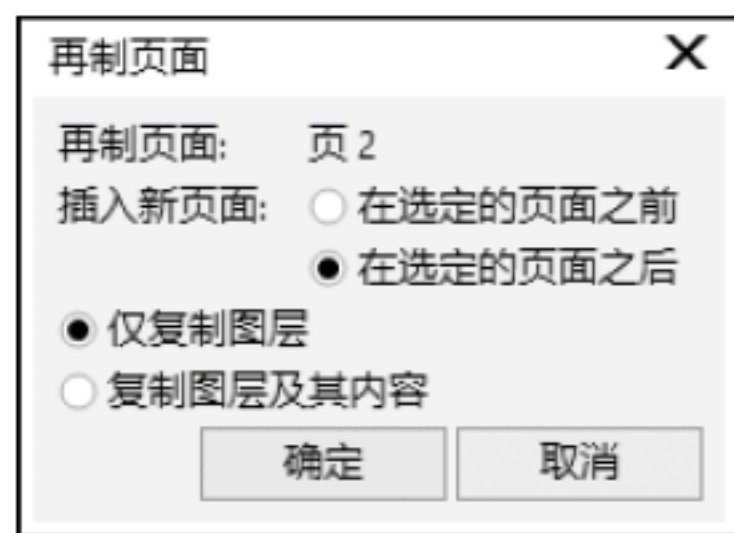 再制页面
再制页面: 页 2
插入新页面: 在选定的页面之前
在选定的页面之后
仅复制图层
复制图层及其内容
确定 取消